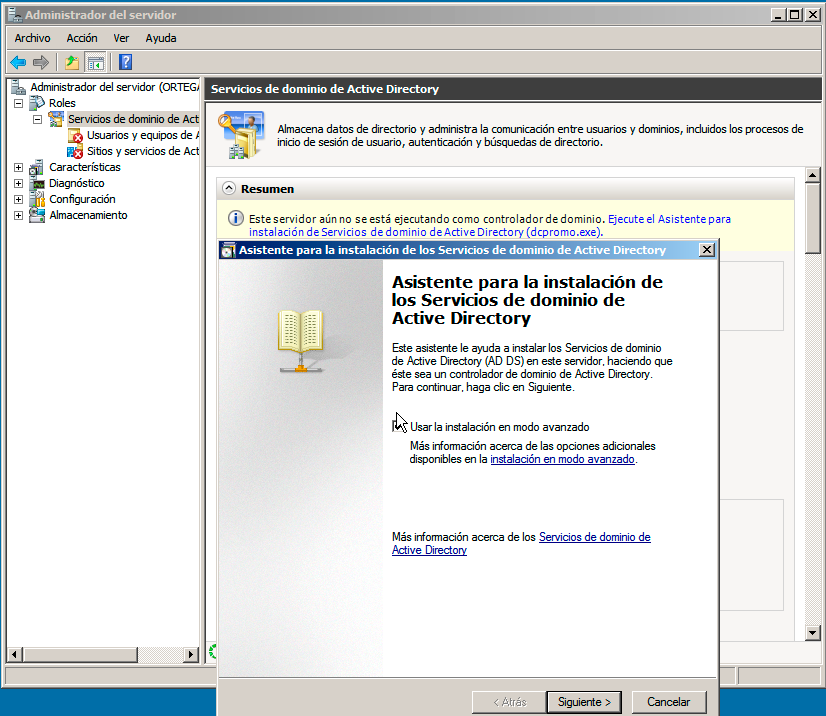 Administrador del servidor
Archivo Acción Ver Ayuda
Administrador del servidor (ORTEGA
Roles
Servicios de dominio de Act
Usuarios y equipos de A
Sitios y servicios de Act
Características
Diagnóstico
Configuración
Almacenamiento
Servicios de dominio de Active Directory
Almacena datos de directorio y administra la comunicación entre usuarios y dominios, incluidos los procesos de
inicio de sesión de usuario, autenticación y búsquedas de directorio.
Resumen
Este servidor aún no se está ejecutando como controlador de dominio. Ejecute el Asistente para
instalación de Servicios de dominio de Active Directory (dcpromo.exe).
Asistente para la instalación de los Servicios de dominio de Active Directory
Asistente para la instalación de
los Servicios de dominio de
Active Directory
Este asistente le ayuda a instalar los Servicios de dominio
de Active Directory (AD DS) en este servidor, haciendo que
éste sea un controlador de dominio de Active Directory.
Para continuar, haga clic en Siguiente.
Usar la instalación en modo avanzado
Más información acerca de las opciones adicionales
disponibles en la instalación en modo avanzado.
Más información acerca de los Servicios de dominio de
Active Directory
< Atrás Siguiente > Cancelar